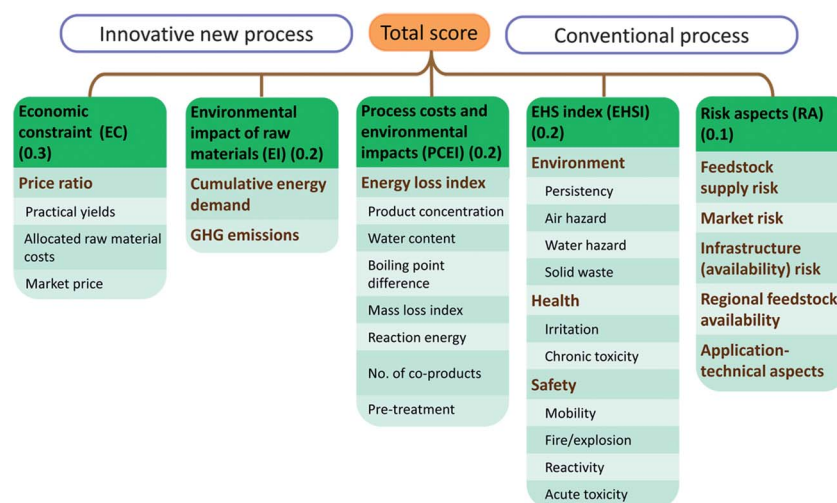 Innovative new process
Total score
Conventional process
Economic
constraint (EC)
(0.3)
Price ratio
Practical yields
Allocated raw material
costs
Market price
Environmental
impact of raw
materials (EI) (0.2)
Cumulative energy
demand
GHG emissions
Process costs and
environmental
impacts (PCEI) (0.2)
Energy loss index
Product concentration
Water content
Boiling point
difference
Mass loss index
Reaction energy
No. of co-products
Pre-treatment
EHS index (EHSI)
(0.2)
Environment
Persistency
Air hazard
Water hazard
Solid waste
Health
Irritation
Chronic toxicity
Safety
Mobility
Fire/explosion
Reactivity
Acute toxicity
Risk aspects (RA)
(0.1)
Feedstock
supply risk
Market risk
Infrastructure
(availability) risk
Regional feedstock
availability
Application-
technical aspects